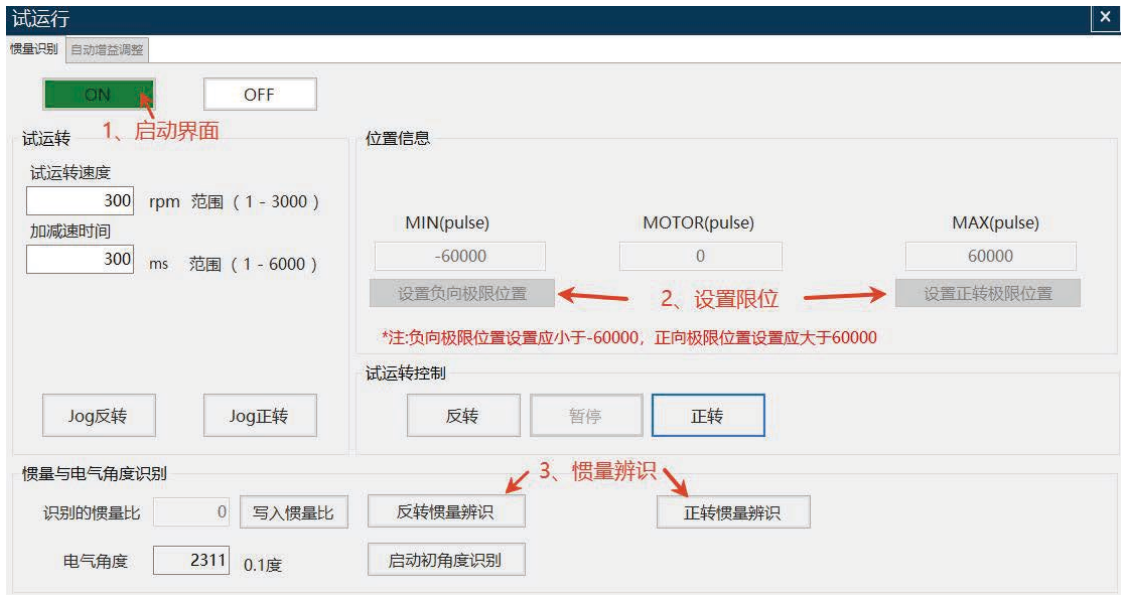 试运行
×
惯量识别 自动增益调整
ON OFF
1、启动界面
试运转
试运转速度
300 rpm 范围(1-3000)
加减速时间
300 ms 范围(1-6000)
Jog反转 Jog正转
位置信息
MIN(pulse) MOTOR(pulse) MAX(pulse)
-60000 0 60000
设置负向极限位置 2、设置限位 设置正转极限位置
*注:负向极限位置设置应小于-60000，正向极限位置设置应大于60000
试运转控制
反转 暂停 正转
惯量与电气角度识别
3、惯量辨识
识别的惯量比 0 写入惯量比 反转惯量辨识 正转惯量辨识
电气角度 2311 0.1度 启动初角度识别